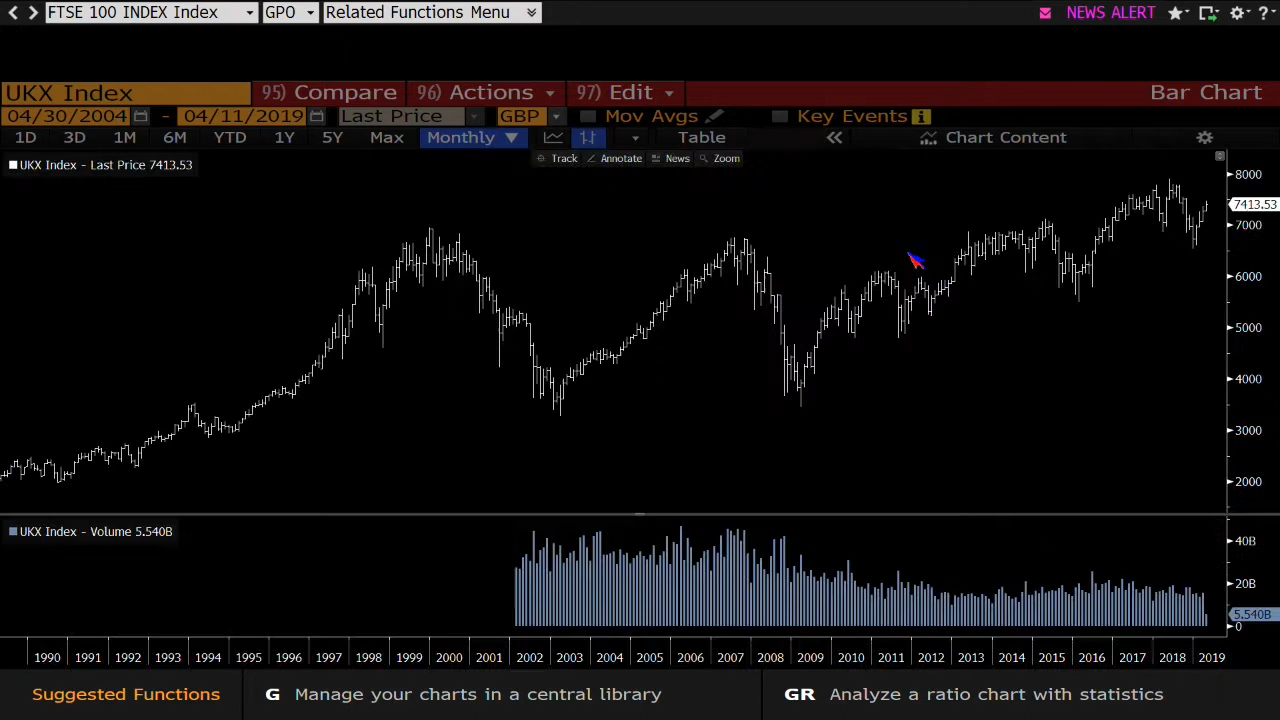 FTSE 100 INDEX Index GPO Related Functions Menu NEWS ALERT ?
UKX Index 95) Compare 96) Actions 97) Edit Bar Chart
04/30/2004 - 04/11/2019 Last Price GBP Mov Avgs Key Events i
1D 3D 1M 6M YTD 1Y 5Y Max Monthly Table Chart Content
Track Annotate News Zoom
UKX Index - Last Price 7413.53
8000
7413.53
7000
6000
5000
4000
3000
2000
UKX Index - Volume 5.540B
40B
20B
5.540B
0
1990 1991 1992 1993 1994 1995 1996 1997 1998 1999 2000 2001 2002 2003 2004 2005 2006 2007 2008 2009 2010 2011 2012 2013 2014 2015 2016 2017 2018 2019
Suggested Functions G Manage your charts in a central library GR Analyze a ratio chart with statistics